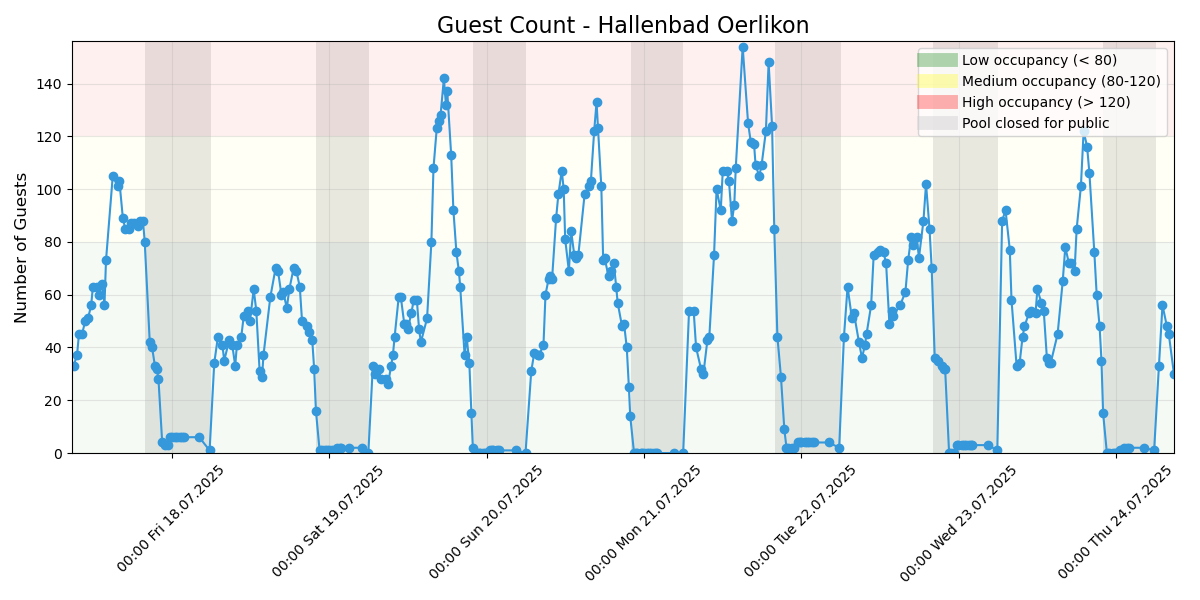 Guest Count - Hallenbad Oerlikon
Number of Guests
140
120
100
80
60
40
20
0
Low occupancy (< 80)
Medium occupancy (80-120)
High occupancy (> 120)
Pool closed for public
00:00 Fri 18.07.2025
00:00 Sat 19.07.2025
00:00 Sun 20.07.2025
00:00 Mon 21.07.2025
00:00 Tue 22.07.2025
00:00 Wed 23.07.2025
00:00 Thu 24.07.2025